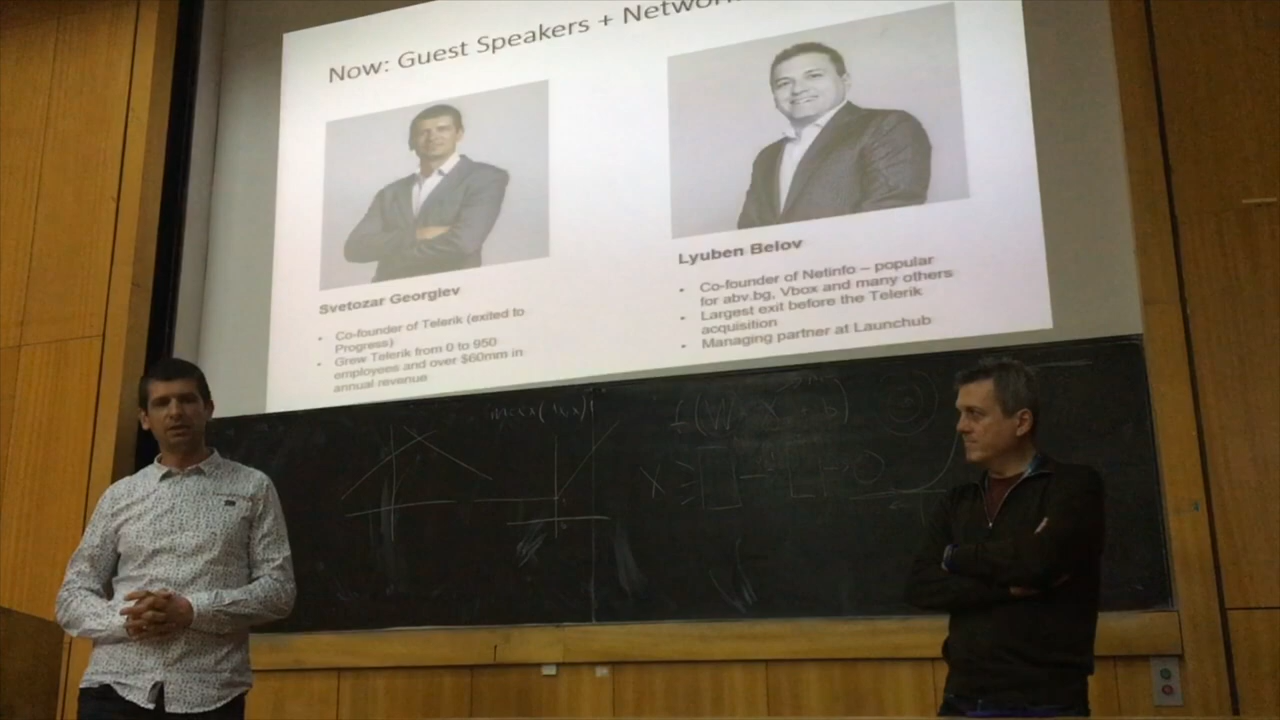 Now: Guest Speakers +
Svetozar Georgiev
• Co-founder of Telerik (exited to
Progress)
• Grew Telerik from 0 to 950
employees and over $60mm in
annual revenue
Lyuben Belov
• Co-founder of Netinfo – popular
for abv.bg, Vbox and many others
• Largest exit before the Telerik
acquisition
• Managing partner at Launchub
X